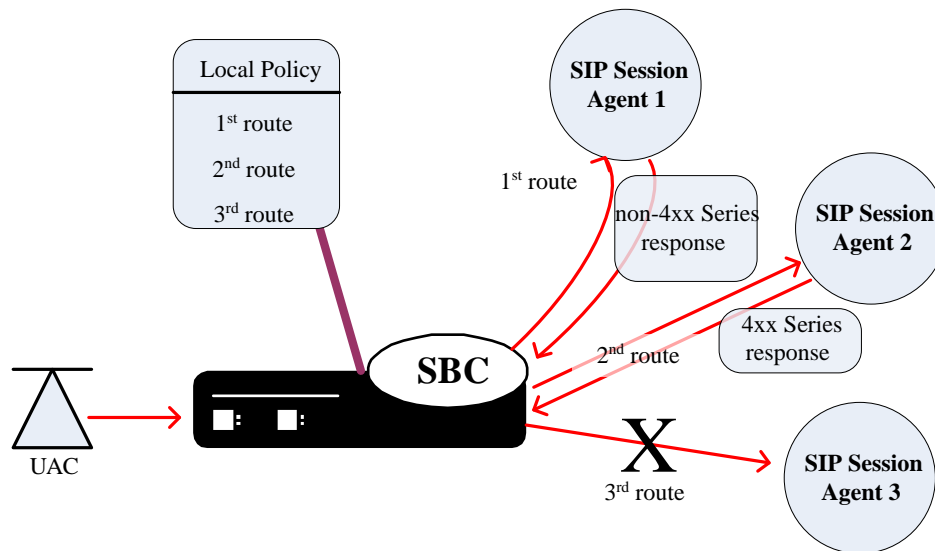 Local Policy
1st route
2nd route
3rd route
SIP Session
Agent 1
1st route
non-4xx Series
response
SIP Session
Agent 2
4xx Series
response
2nd route
SBC
UAC
X
3rd route
SIP Session
Agent 3